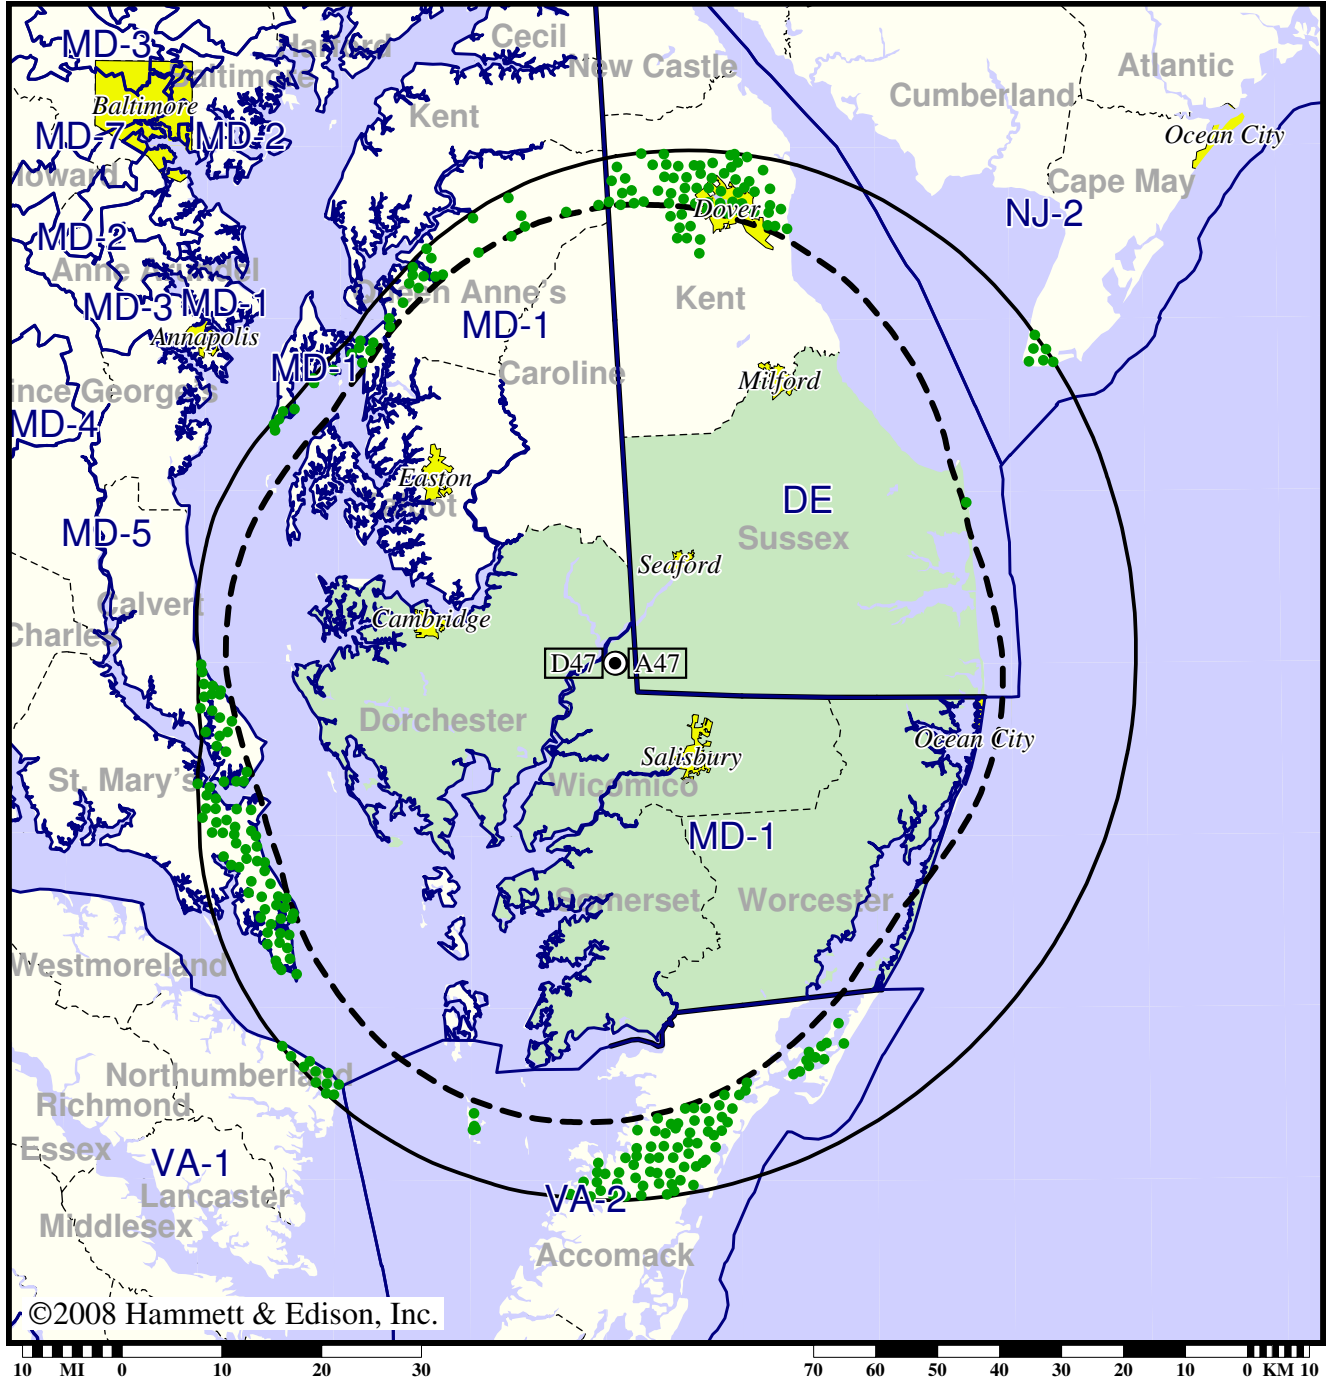 MD-3
Harford
Cecil
New Castle
Atlantic
Baltimore
Baltimore
Cumberland
Kent
MD-7
MD-2
Ocean City
Howard
Cape May
NJ-2
Dover
MD-2
Anne Arundel
Queen Anne's
Kent
MD-3
MD-1
MD-1
Annapolis
MD-1
Caroline
Milford
Prince George's
MD-4
Easton
Talbot
DE
Sussex
MD-5
Seaford
Calvert
Cambridge
Charles
D47
A47
Dorchester
Ocean City
Salisbury
St. Mary's
Wicomico
MD-1
Somerset
Worcester
Westmoreland
Northumberland
Richmond
Essex
VA-1
Lancaster
VA-2
Middlesex
Accomack
©2008 Hammett & Edison, Inc.
10 MI 0 10 20 30
70 60 50 40 30 20 10 0 KM 10